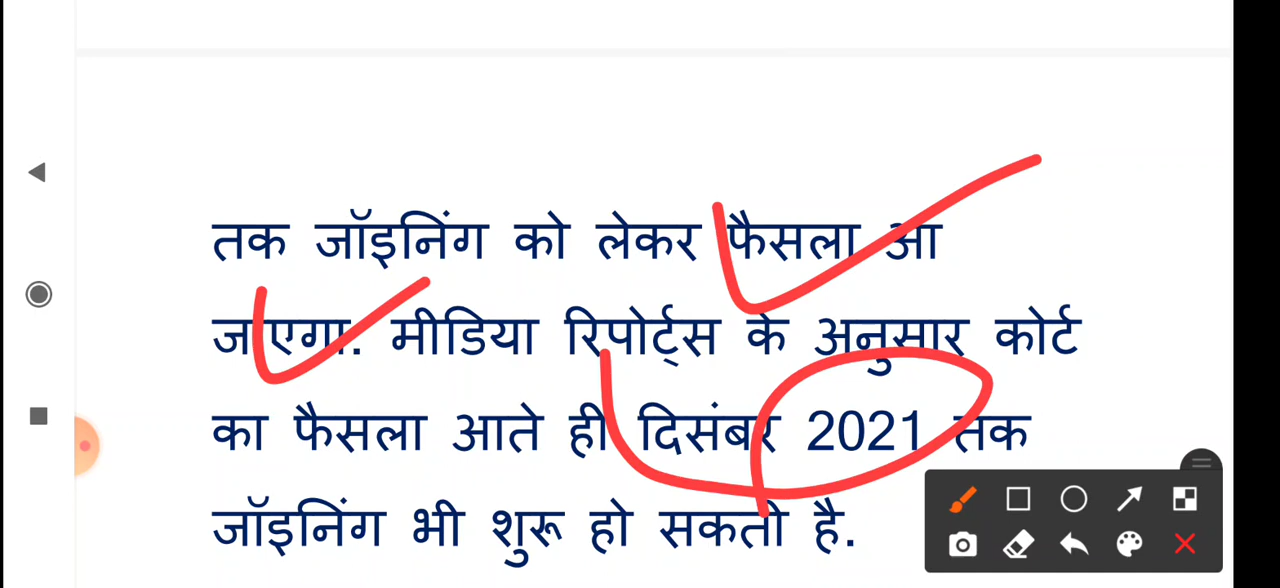 तक जॉइनिंग को लेकर फैसला आ
जाएगा. मीडिया रिपोर्ट्स के अनुसार कोर्ट
का फैसला आते ही दिसंबर 2021 तक
जॉइनिंग भी शुरू हो सकती है.